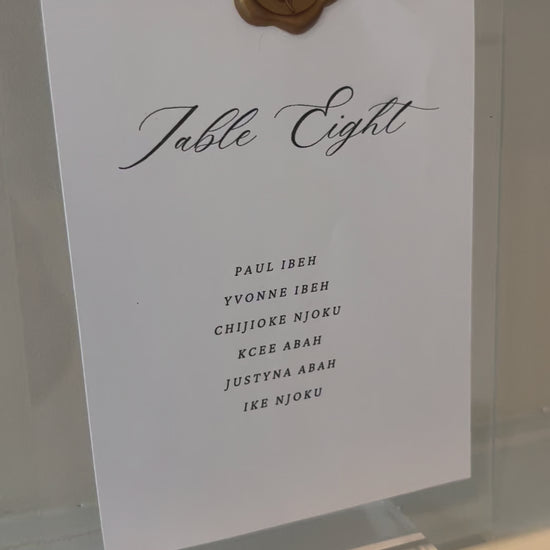 Table Eight
PAUL IBEH
YVONNE IBEH
CHIJIOKE NJOKU
KCEE ABAH
JUSTYNA ABAH
IKE NJOKU